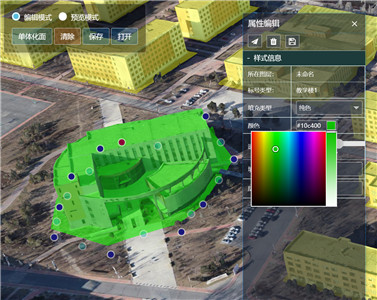 编辑模式 预览模式
单体化面 清除 保存 打开
属性编辑 ×
- 样式信息
所在图层: 未命名
标号类型: 教学楼1
填充类型 纯色
颜色 #10c400